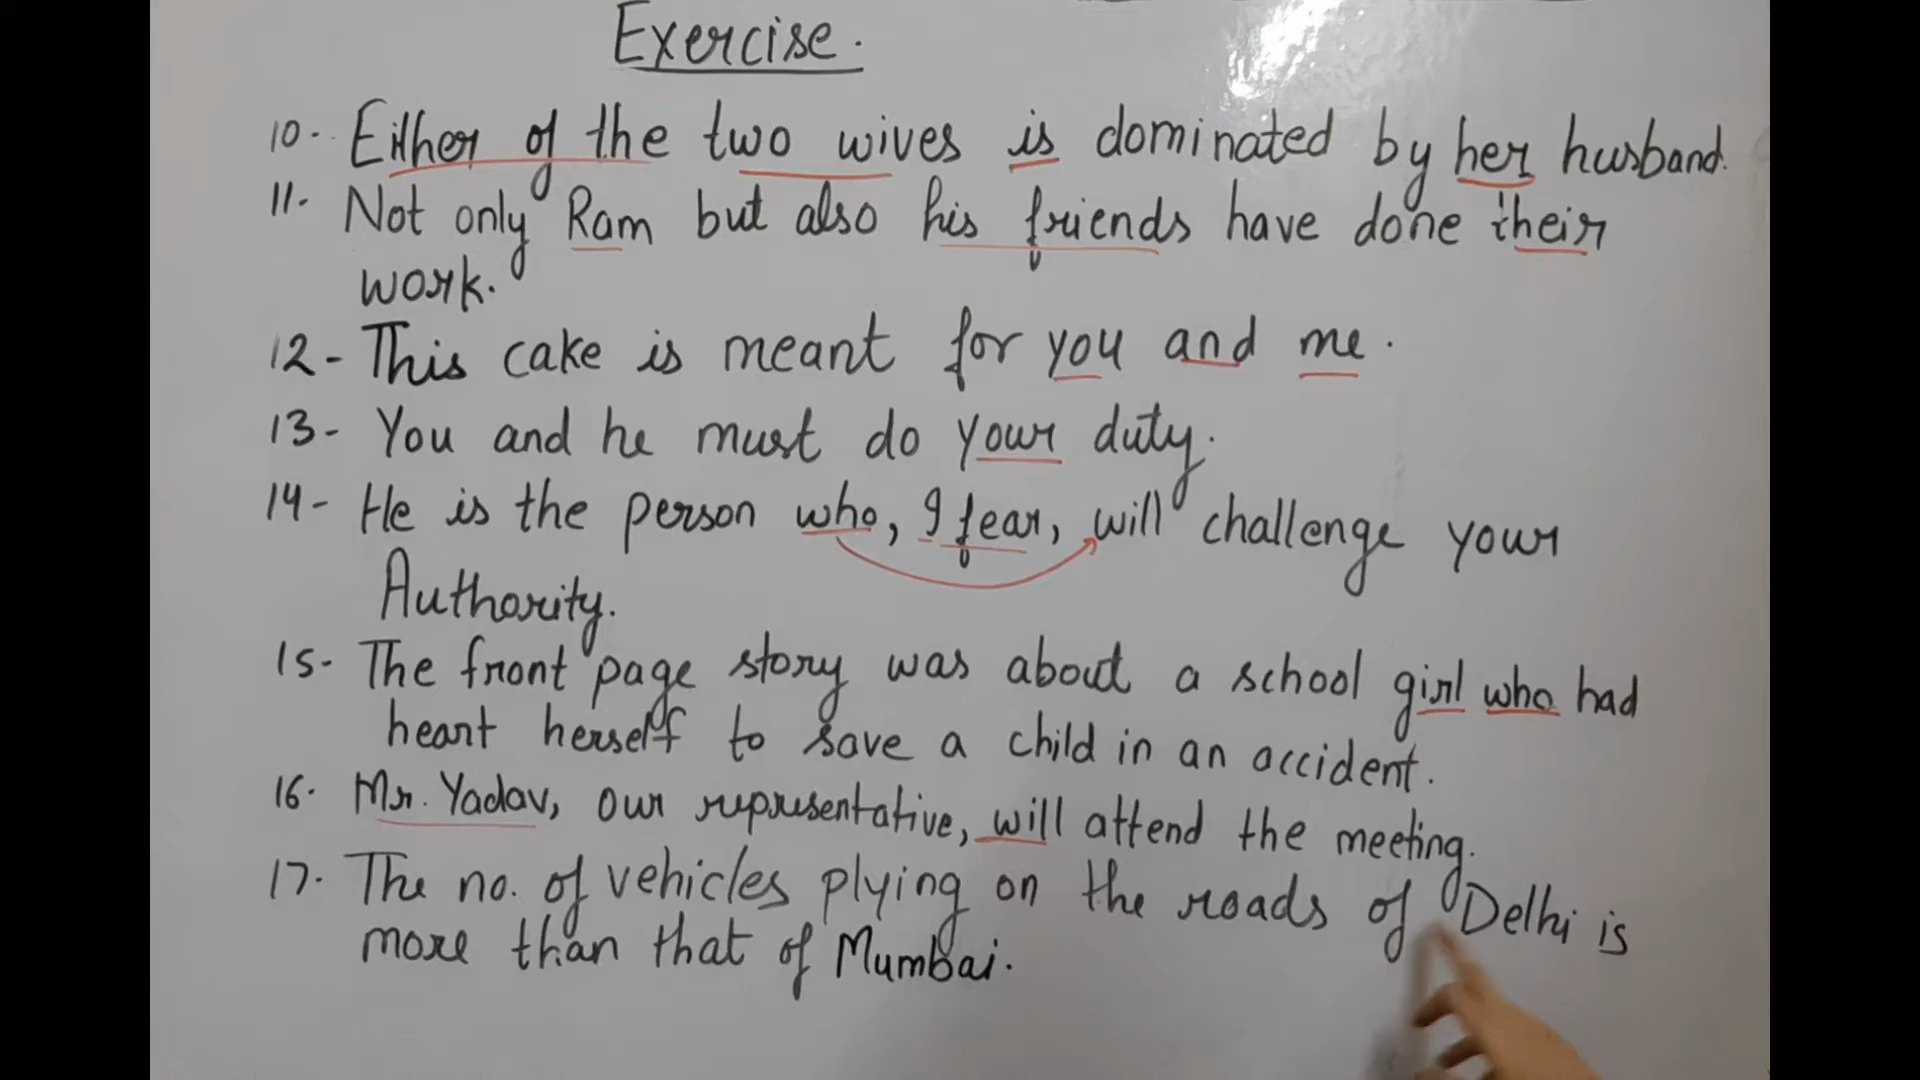 Exercise.
10. Either of the two wives is dominated by her husband.
11. Not only Ram but also his friends have done their
work.
12- This cake is meant for you and me.
13- You and he must do your duty.
14- He is the person who, I fear, will challenge your
Authority.
15- The front page story was about a school girl who had
heart herself to save a child in an accident.
16. Mr. Yadav, our representative, will attend the meeting.
17. The no. of vehicles plying on the roads of Delhi is
more than that of Mumbai.